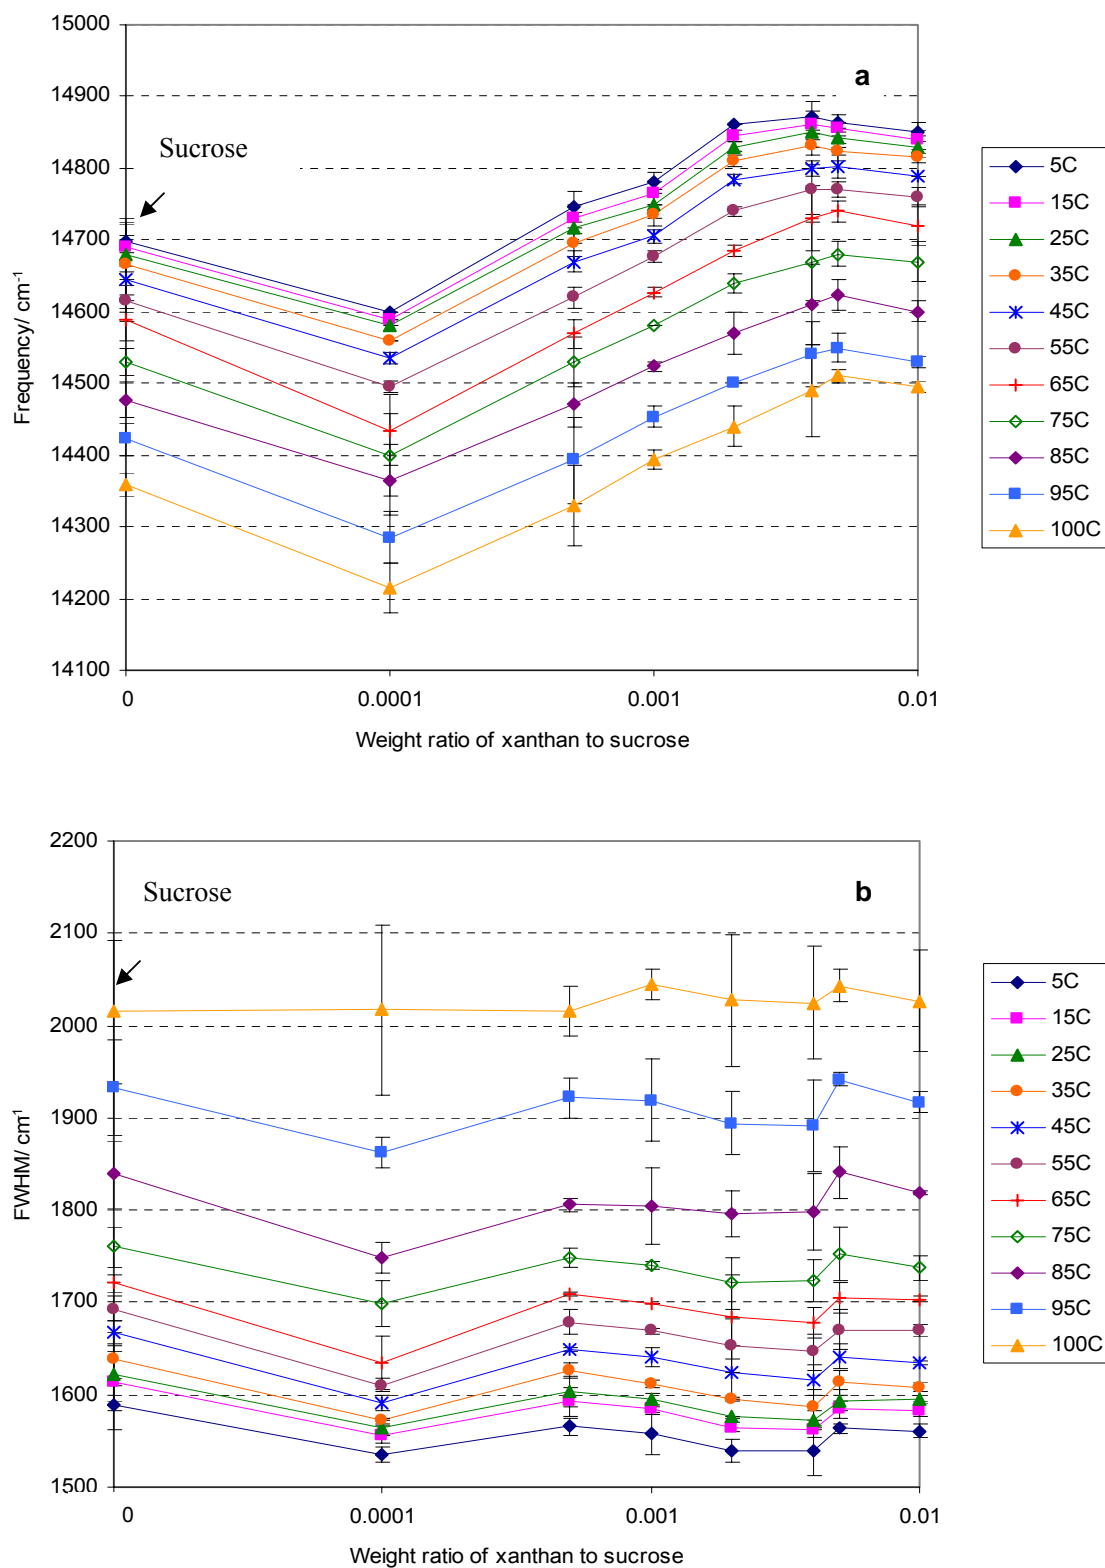 15000
14900
14800
14700
14600
14500
14400
14300
14200
14100
Frequency/ cm-1
a
Sucrose
0
0.0001
0.001
0.01
Weight ratio of xanthan to sucrose
5C
15C
25C
35C
45C
55C
65C
75C
85C
95C
100C
2200
2100
2000
1900
1800
1700
1600
1500
FWHM/ cm-1
b
Sucrose
0
0.0001
0.001
0.01
Weight ratio of xanthan to sucrose
5C
15C
25C
35C
45C
55C
65C
75C
85C
95C
100C